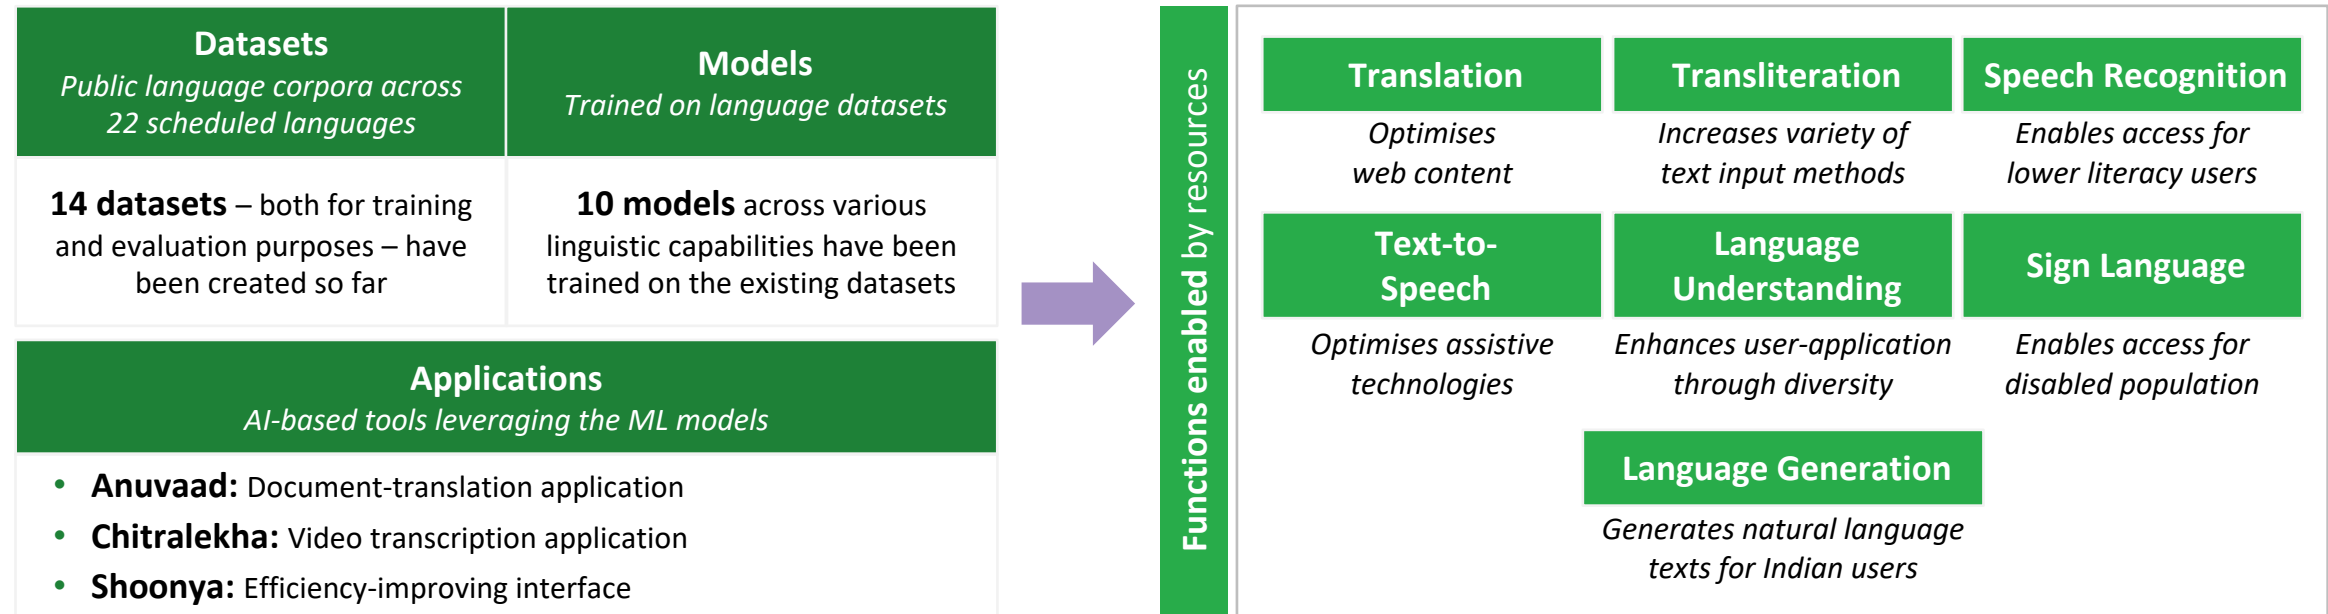 Datasets
Public language corpora across
22 scheduled languages
Models
Trained on language datasets
14 datasets – both for training
and evaluation purposes – have
been created so far
10 models across various
linguistic capabilities have been
trained on the existing datasets
Applications
AI-based tools leveraging the ML models
• Anuvaad: Document-translation application
• Chitralekha: Video transcription application
• Shoonya: Efficiency-improving interface
Functions enabled by resources
Translation
Optimises
web content
Transliteration
Increases variety of
text input methods
Speech Recognition
Enables access for
lower literacy users
Text-to-
Speech
Optimises assistive
technologies
Language
Understanding
Enhances user-application
through diversity
Sign Language
Enables access for
disabled population
Language Generation
Generates natural language
texts for Indian users